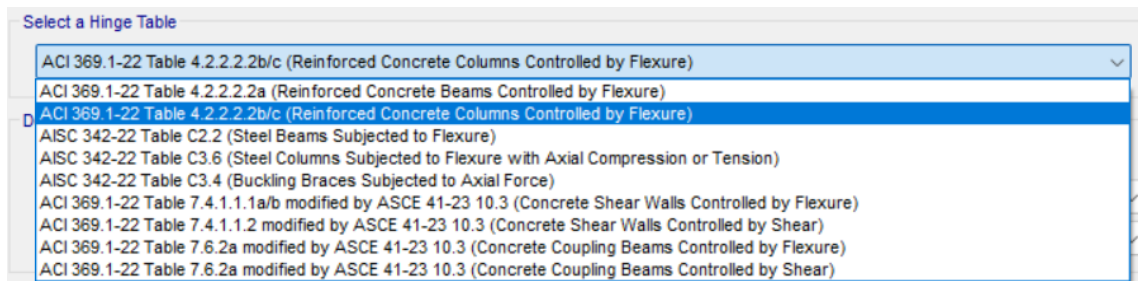 Select a Hinge Table
ACI 369.1-22 Table 4.2.2.2.2b/c (Reinforced Concrete Columns Controlled by Flexure)
ACI 369.1-22 Table 4.2.2.2.2a (Reinforced Concrete Beams Controlled by Flexure)
D
ACI 369.1-22 Table 4.2.2.2.2b/c (Reinforced Concrete Columns Controlled by Flexure)
AISC 342-22 Table C2.2 (Steel Beams Subjected to Flexure)
AISC 342-22 Table C3.6 (Steel Columns Subjected to Flexure with Axial Compression or Tension)
AISC 342-22 Table C3.4 (Buckling Braces Subjected to Axial Force)
ACI 369.1-22 Table 7.4.1.1.1a/b modified by ASCE 41-23 10.3 (Concrete Shear Walls Controlled by Flexure)
ACI 369.1-22 Table 7.4.1.1.2 modified by ASCE 41-23 10.3 (Concrete Shear Walls Controlled by Shear)
ACI 369.1-22 Table 7.6.2a modified by ASCE 41-23 10.3 (Concrete Coupling Beams Controlled by Flexure)
ACI 369.1-22 Table 7.6.2a modified by ASCE 41-23 10.3 (Concrete Coupling Beams Controlled by Shear)